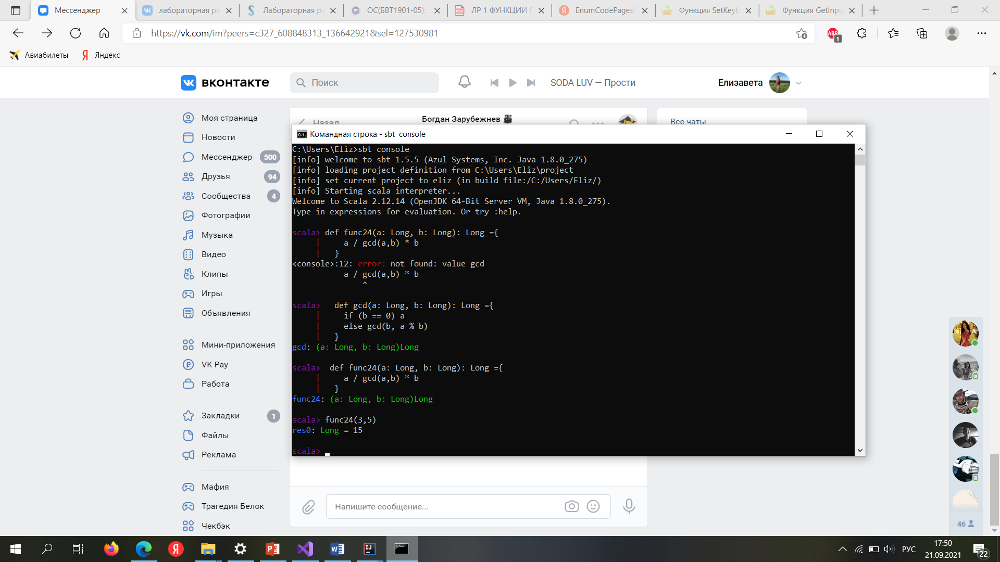 Мессенджер
лабораторная ра
Лабораторная ра
ОС(БВТ1901-05):
ЛР 1 ФУНКЦИИ
EnumCodePages
Функция SetKeyb
Функция GetInpu
https://vk.com/im?peers=c327_608848313_136642921&sel=127530981
ABP
1
Авиабилеты
Яндекс
вконтакте
Поиск
SODA LUV — Прости
Елизавета
Моя страница
Новости
Мессенджер 500
Друзья 94
Сообщества 4
Фотографии
Музыка
Видео
Клипы
Игры
Объявления
Мини-приложения
VK Pay
Работа
Закладки 1
Файлы
Реклама
Мафия
Трагедия Белок
Чекбэк
Назад
Богдан Зарубежнев
Все чаты
Командная строка - sbt  console
C:\Users\Eliz>sbt console
[info] welcome to sbt 1.5.5 (Azul Systems, Inc. Java 1.8.0_275)
[info] loading project definition from C:\Users\Eliz\project
[info] set current project to eliz (in build file:/C:/Users/Eliz/)
[info] Starting scala interpreter...
Welcome to Scala 2.12.14 (OpenJDK 64-Bit Server VM, Java 1.8.0_275).
Type in expressions for evaluation. Or try :help.
scala> def func24(a: Long, b: Long): Long ={
     |     a / gcd(a,b) * b
     |   }
<console>:12: error: not found: value gcd
           a / gcd(a,b) * b
               ^
scala>   def gcd(a: Long, b: Long): Long ={
     |     if (b == 0) a
     |     else gcd(b, a % b)
     |   }
gcd: (a: Long, b: Long)Long
scala>  def func24(a: Long, b: Long): Long ={
     |     a / gcd(a,b) * b
     |   }
func24: (a: Long, b: Long)Long
scala> func24(3,5)
res0: Long = 15
scala>
Напишите сообщение...
46
РУС
17:50
21.09.2021
22